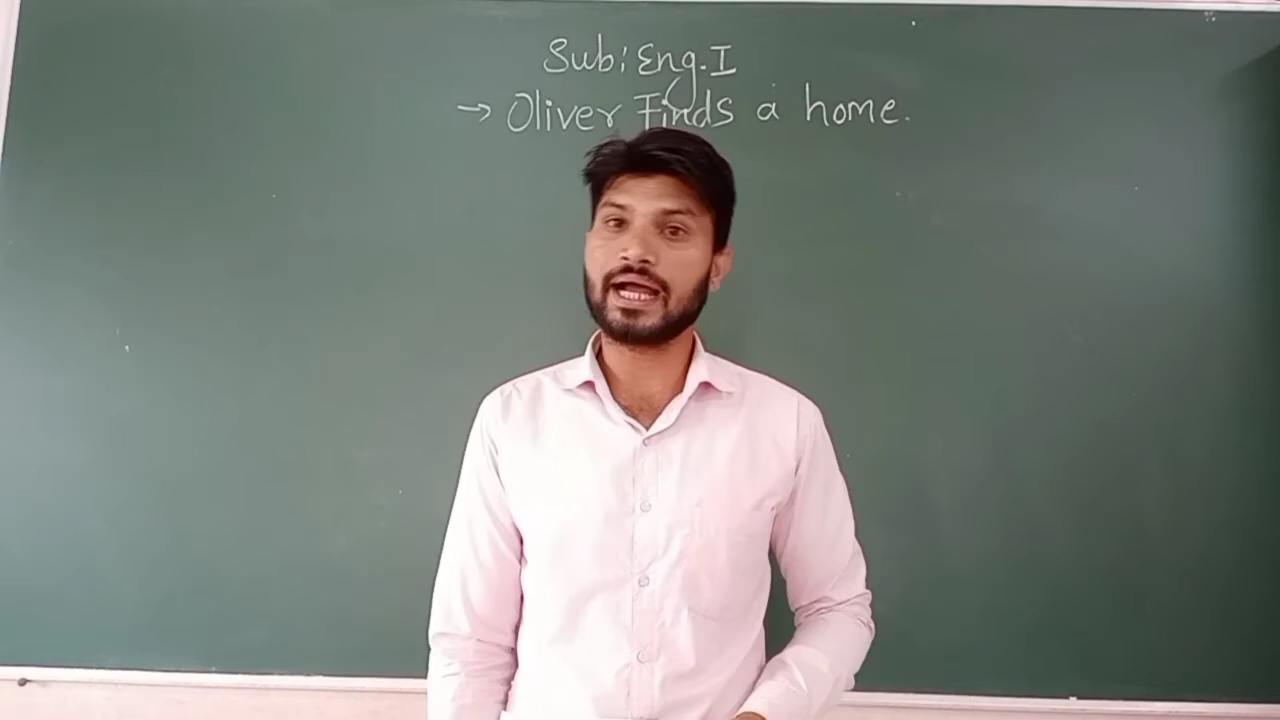 Sub: Eng. I
→ Oliver Finds a home.